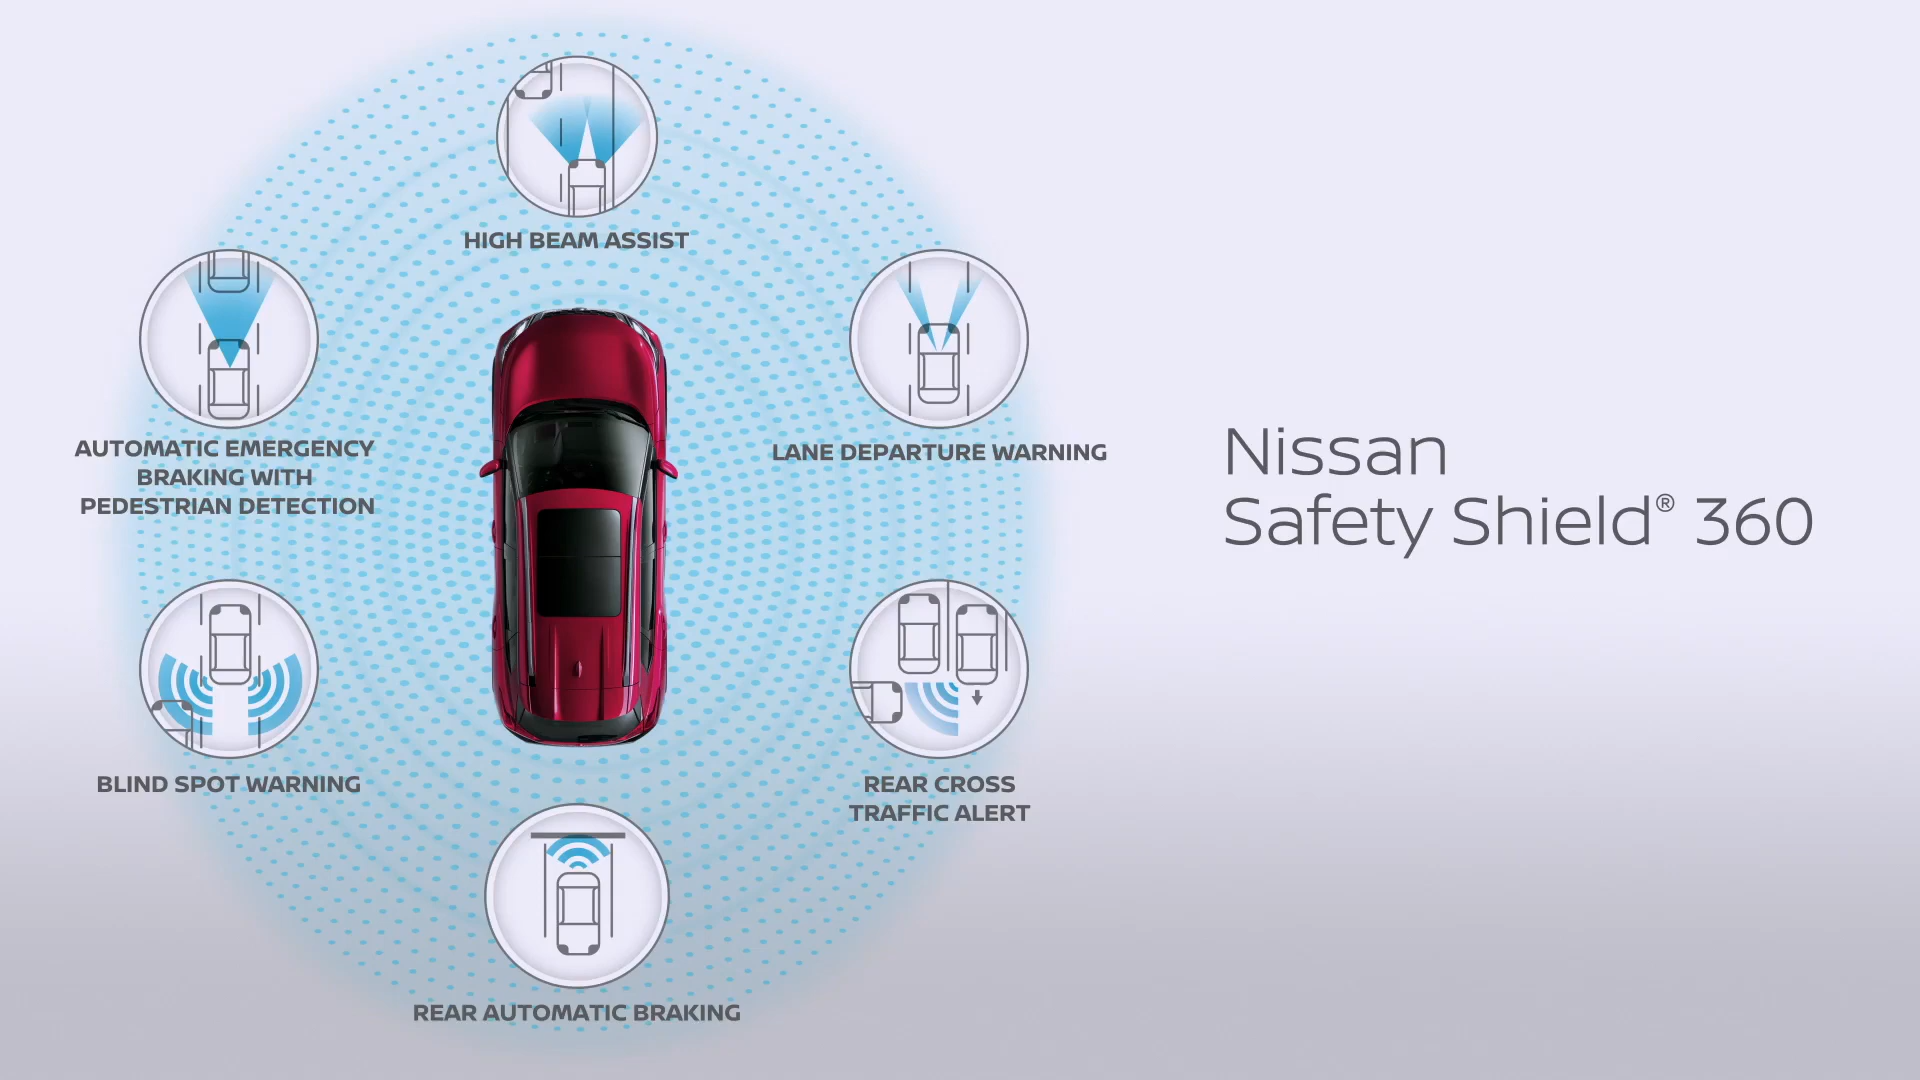 HIGH BEAM ASSIST
AUTOMATIC EMERGENCY
BRAKING WITH
PEDESTRIAN DETECTION
LANE DEPARTURE WARNING
Nissan
Safety Shield® 360
BLIND SPOT WARNING
REAR CROSS
TRAFFIC ALERT
REAR AUTOMATIC BRAKING